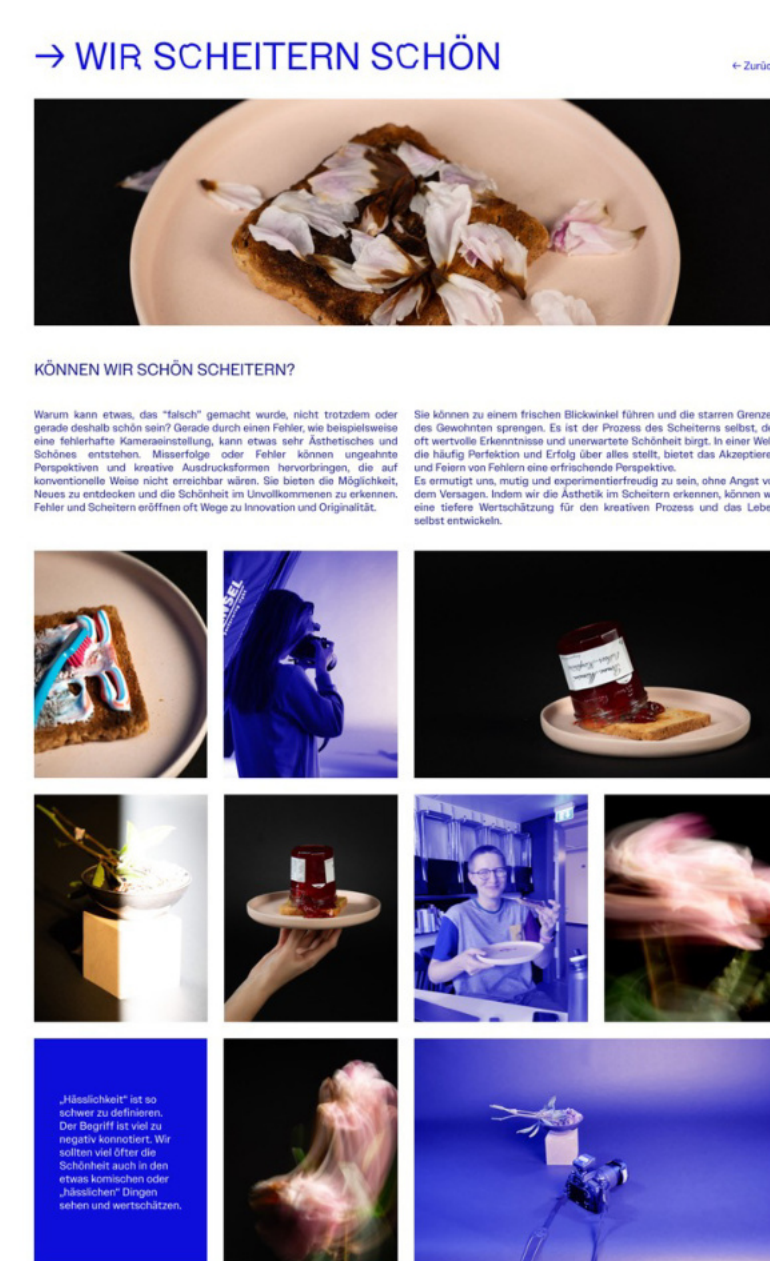 → WIR SCHEITERN SCHÖN
← Zurüc
KÖNNEN WIR SCHÖN SCHEITERN?
Warum kann etwas, das "falsch" gemacht wurde, nicht trotzdem oder
gerade deshalb schön sein? Gerade durch einen Fehler, wie beispielsweise
eine fehlerhafte Kameraeinstellung, kann etwas sehr Ästhetisches und
Schönes entstehen. Misserfolge oder Fehler können ungeahnte
Perspektiven und kreative Ausdrucksformen hervorbringen, die auf
konventionelle Weise nicht erreichbar wären. Sie bieten die Möglichkeit,
Neues zu entdecken und die Schönheit im Unvollkommenen zu erkennen.
Fehler und Scheitern eröffnen oft Wege zu Innovation und Originalität.
Sie können zu einem frischen Blickwinkel führen und die starren Grenze
des Gewohnten sprengen. Es ist der Prozess des Scheiterns selbst, de
oft wertvolle Erkenntnisse und unerwartete Schönheit birgt. In einer Wel
die häufig Perfektion und Erfolg über alles stellt, bietet das Akzeptiere
und Feiern von Fehlern eine erfrischende Perspektive.
Es ermutigt uns, mutig und experimentierfreudig zu sein, ohne Angst vo
dem Versagen. Indem wir die Ästhetik im Scheitern erkennen, können w
eine tiefere Wertschätzung für den kreativen Prozess und das Lebe
selbst entwickeln.
„Hässlichkeit“ ist so
schwer zu definieren.
Der Begriff ist viel zu
negativ konnotiert. Wir
sollten viel öfter die
Schönheit auch in den
etwas komischen oder
„hässlichen“ Dingen
sehen und wertschätzen.